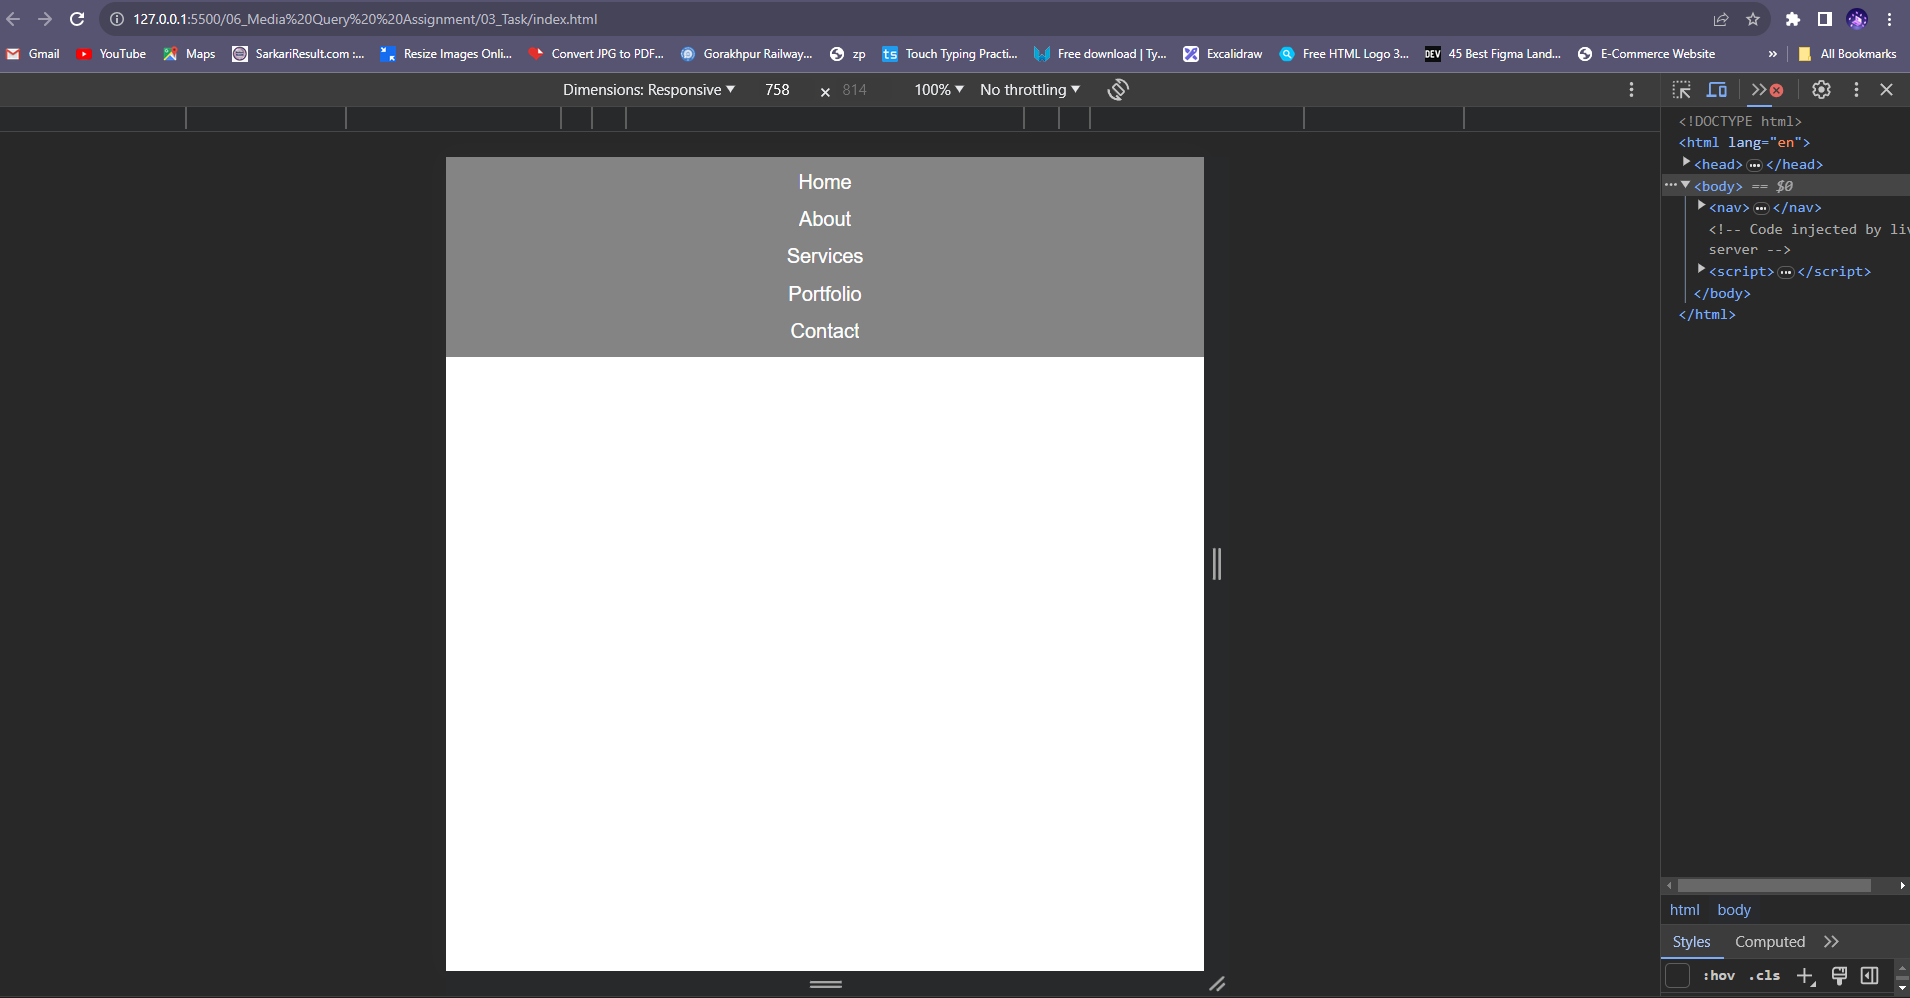 127.0.0.1:5500/06_Media%20Query%20%20Assignment/03_Task/index.html
Gmail YouTube Maps SarkariResult.com :... Resize Images Onli... Convert JPG to PDF... Gorakhpur Railway... zp ts Touch Typing Practi... Free download | Ty... Excalidraw Free HTML Logo 3... DEV 45 Best Figma Land... E-Commerce Website » All Bookmarks
Dimensions: Responsive 758 × 814 100% No throttling
<!DOCTYPE html>
<html lang="en">
<head>…</head>
<body> == $0
<nav>…</nav>
<!-- Code injected by liv
server -->
<script>…</script>
</body>
</html>
Home
About
Services
Portfolio
Contact
html body
Styles Computed
:hov .cls